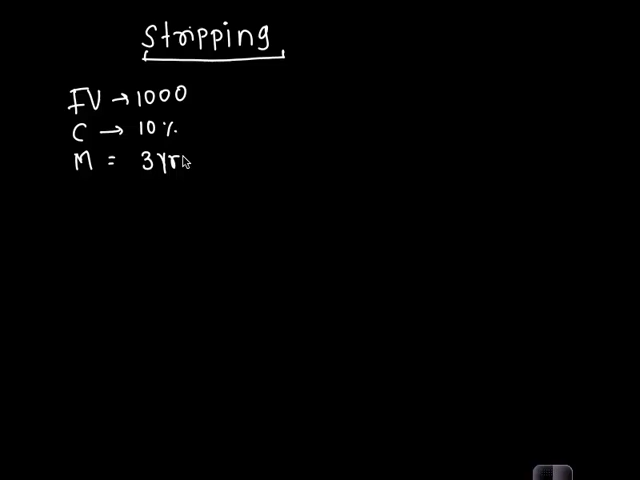 Stripping
FV → 1000
C → 10%
M = 3yr